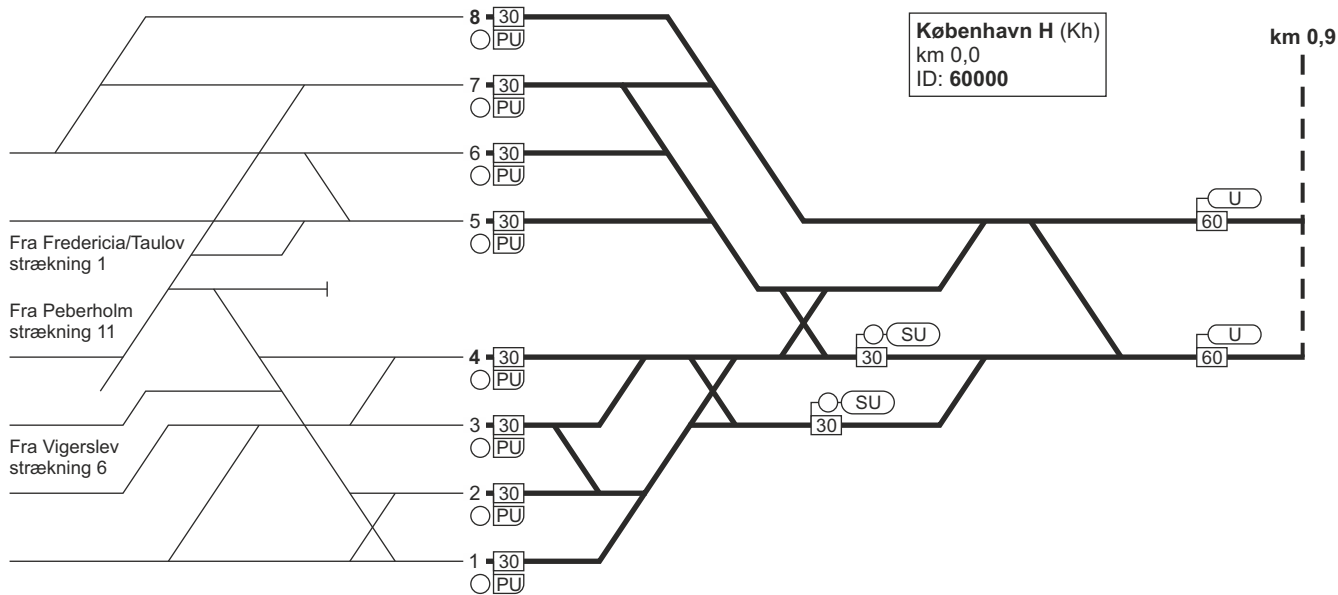 8 30
PU
København H (Kh)
km 0,0
ID: 60000
km 0,9
7 30
PU
6 30
PU
U
60
5 30
PU
Fra Fredericia/Taulov
strækning 1
Fra Peberholm
strækning 11
SU
30
U
60
4 30
PU
SU
30
3 30
PU
Fra Vigerslev
strækning 6
2 30
PU
1 30
PU